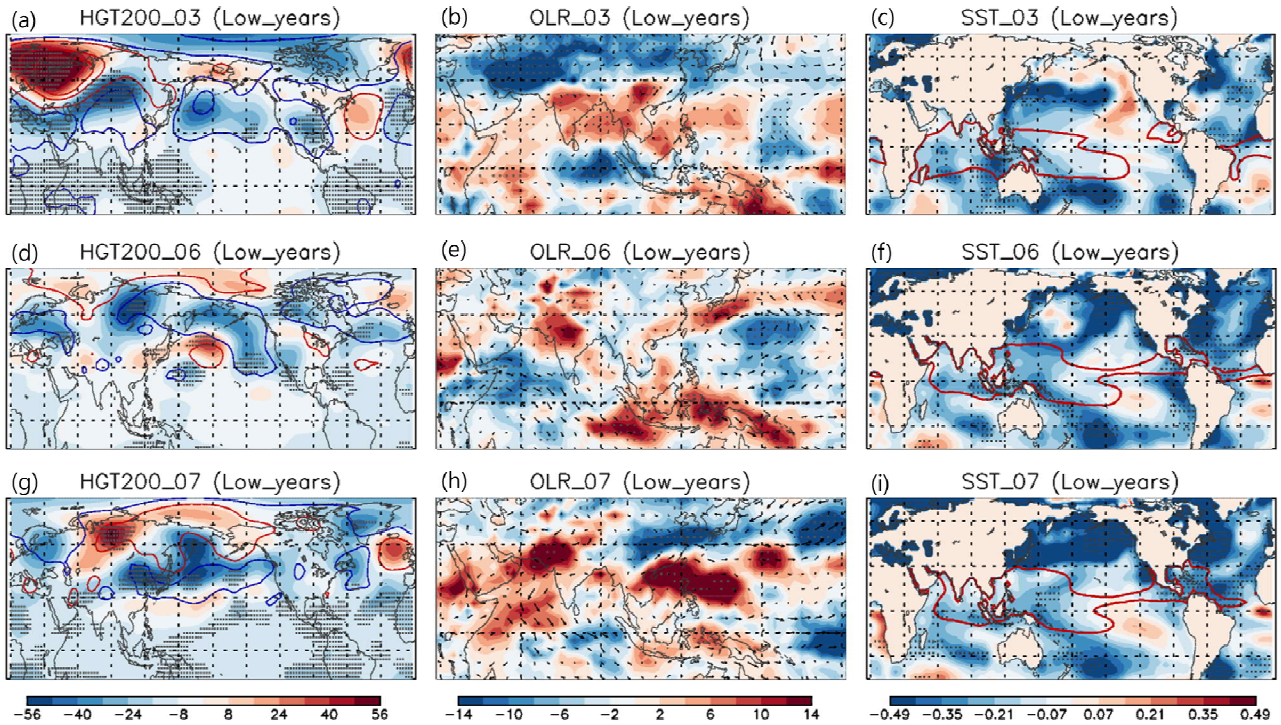 (a) HGT200_03 (Low_years)
(b) OLR_03 (Low_years)
(c) SST_03 (Low_years)
(d) HGT200_06 (Low_years)
(e) OLR_06 (Low_years)
(f) SST_06 (Low_years)
(g) HGT200_07 (Low_years)
(h) OLR_07 (Low_years)
(i) SST_07 (Low_years)
−56 −40 −24 −8 8 24 40 56
−14 −10 −6 −2 2 6 10 14
−0.49 −0.35 −0.21 −0.07 0.07 0.21 0.35 0.49